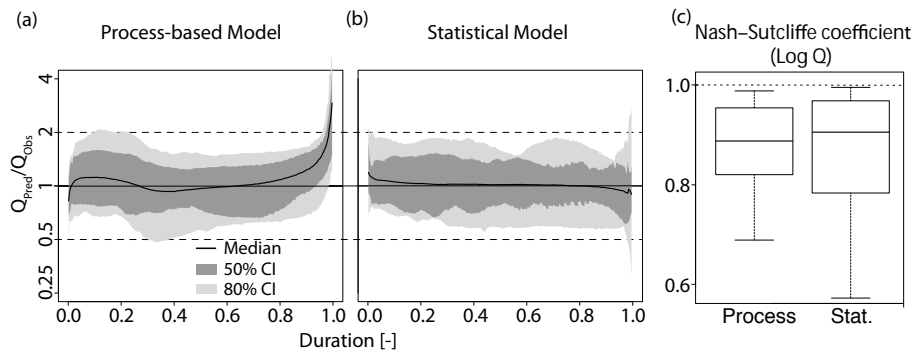 (a)
Process-based Model
(b)
Statistical Model
(c)
Nash–Sutcliffe coefficient
(Log Q)
Q_Pred/Q_Obs
4
2
1
0.5
0.25
Median
50% CI
80% CI
0.0 0.2 0.4 0.6 0.8 1.0
0.0 0.2 0.4 0.6 0.8 1.0
Duration [-]
1.0
0.8
0.6
Process Stat.